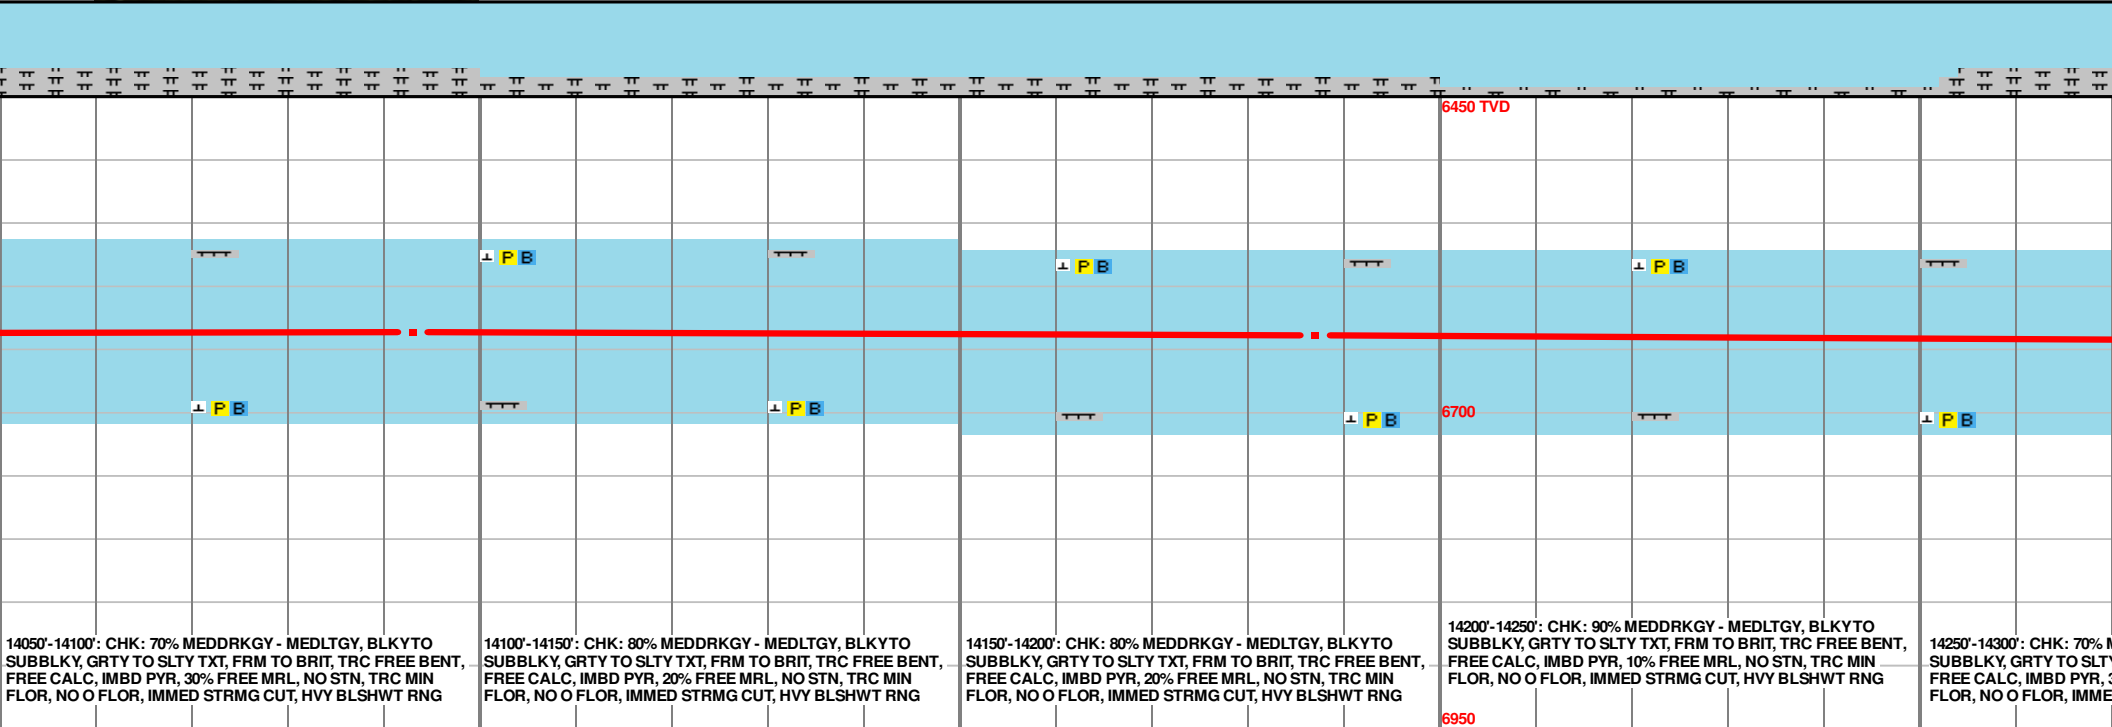 6450 TVD
P B
P B
P B
P B
P B
6700
P B
P B
14050'-14100': CHK: 70% MEDDRKGY - MEDLTGY, BLKYTO
SUBBLKY, GRTY TO SLTY TXT, FRM TO BRIT, TRC FREE BENT,
FREE CALC, IMBD PYR, 30% FREE MRL, NO STN, TRC MIN
FLOR, NO O FLOR, IMMED STRMG CUT, HVY BLSHWT RNG
14100'-14150': CHK: 80% MEDDRKGY - MEDLTGY, BLKYTO
SUBBLKY, GRTY TO SLTY TXT, FRM TO BRIT, TRC FREE BENT,
FREE CALC, IMBD PYR, 20% FREE MRL, NO STN, TRC MIN
FLOR, NO O FLOR, IMMED STRMG CUT, HVY BLSHWT RNG
14150'-14200': CHK: 80% MEDDRKGY - MEDLTGY, BLKYTO
SUBBLKY, GRTY TO SLTY TXT, FRM TO BRIT, TRC FREE BENT,
FREE CALC, IMBD PYR, 20% FREE MRL, NO STN, TRC MIN
FLOR, NO O FLOR, IMMED STRMG CUT, HVY BLSHWT RNG
14200'-14250': CHK: 90% MEDDRKGY - MEDLTGY, BLKYTO
SUBBLKY, GRTY TO SLTY TXT, FRM TO BRIT, TRC FREE BENT,
FREE CALC, IMBD PYR, 10% FREE MRL, NO STN, TRC MIN
FLOR, NO O FLOR, IMMED STRMG CUT, HVY BLSHWT RNG
14250'-14300': CHK: 70%
SUBBLKY, GRTY TO SLTY
FREE CALC, IMBD PYR,
FLOR, NO O FLOR, IMME
6950